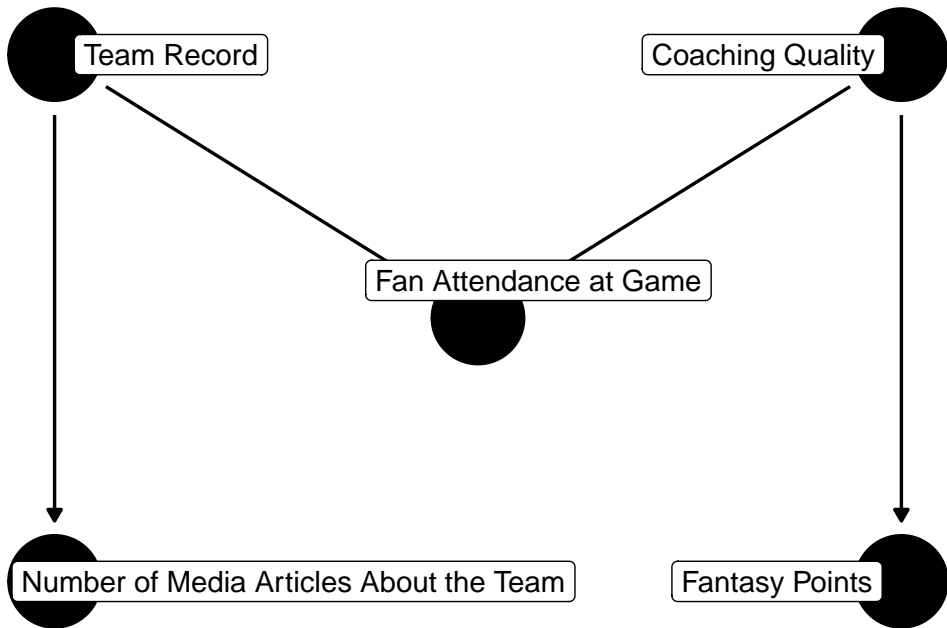 Team Record
Coaching Quality
Fan Attendance at Game
Number of Media Articles About the Team
Fantasy Points